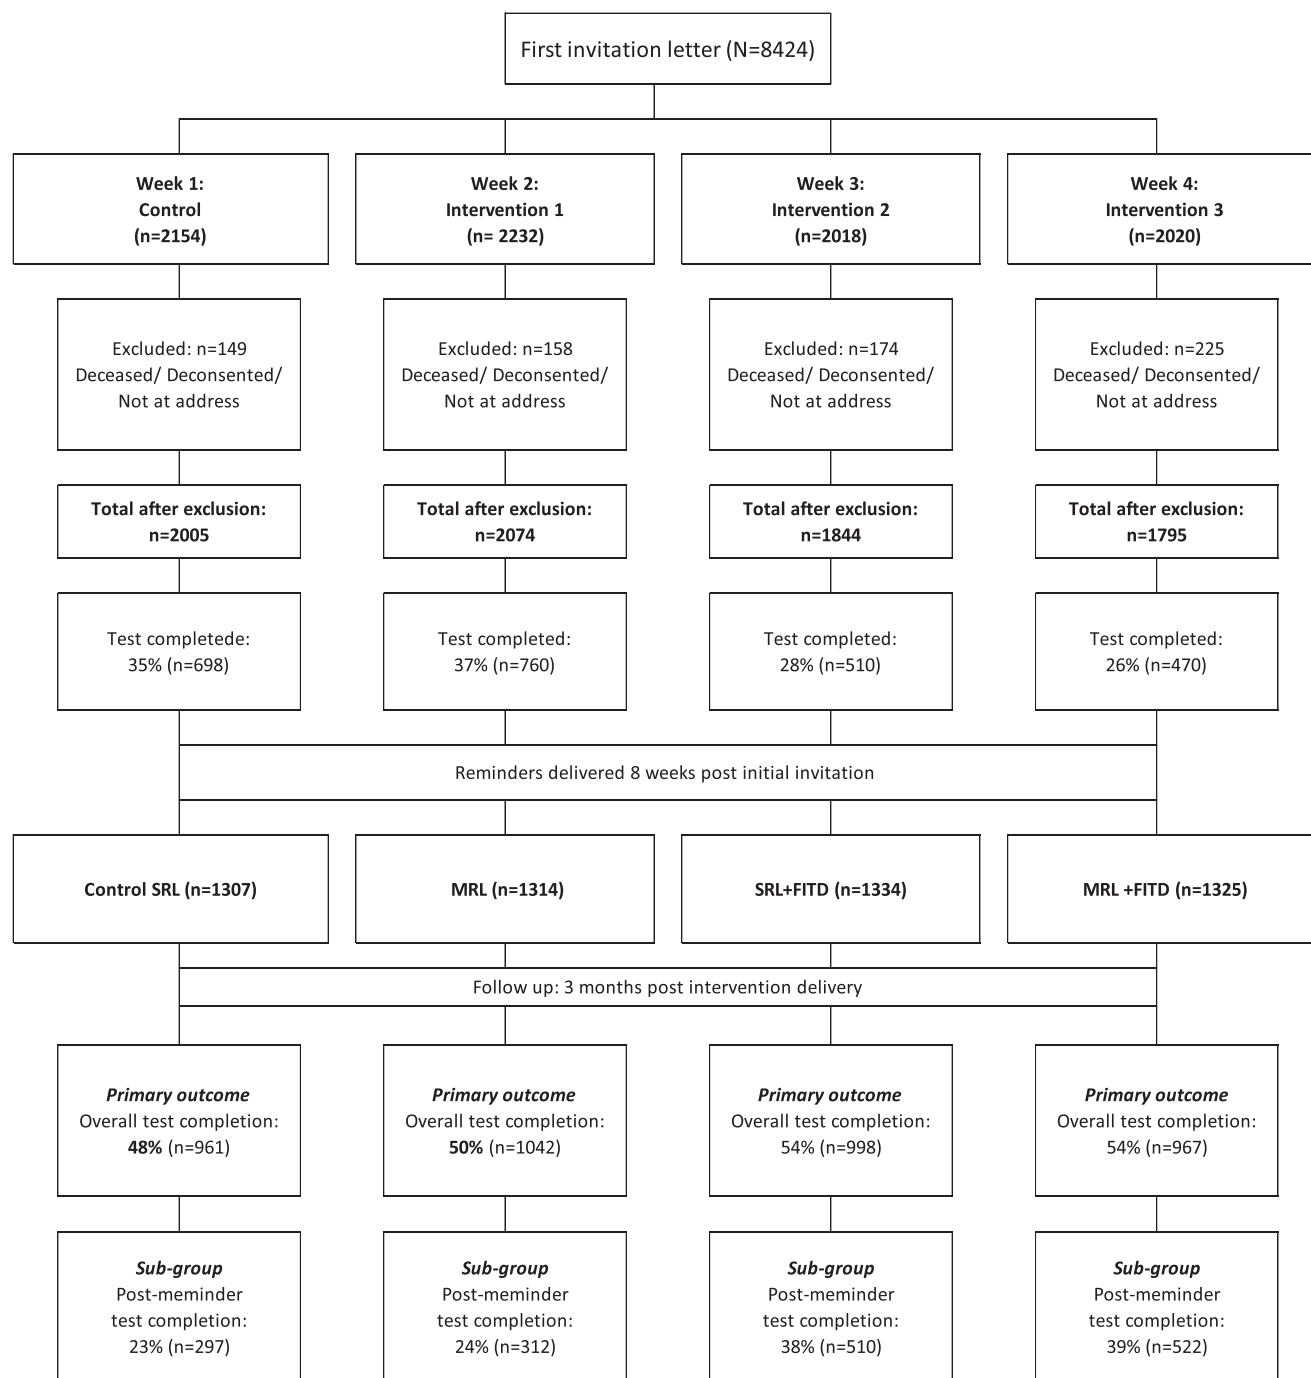 First invitation letter (N=8424)
Week 1:
Control
(n=2154)
Week 2:
Intervention 1
(n= 2232)
Week 3:
Intervention 2
(n=2018)
Week 4:
Intervention 3
(n=2020)
Excluded: n=149
Deceased/ Deconsented/
Not at address
Excluded: n=158
Deceased/ Deconsented/
Not at address
Excluded: n=174
Deceased/ Deconsented/
Not at address
Excluded: n=225
Deceased/ Deconsented/
Not at address
Total after exclusion:
n=2005
Total after exclusion:
n=2074
Total after exclusion:
n=1844
Total after exclusion:
n=1795
Test completede:
35% (n=698)
Test completed:
37% (n=760)
Test completed:
28% (n=510)
Test completed:
26% (n=470)
Reminders delivered 8 weeks post initial invitation
Control SRL (n=1307)
MRL (n=1314)
SRL+FITD (n=1334)
MRL +FITD (n=1325)
Follow up: 3 months post intervention delivery
Primary outcome
Overall test completion:
48% (n=961)
Primary outcome
Overall test completion:
50% (n=1042)
Primary outcome
Overall test completion:
54% (n=998)
Primary outcome
Overall test completion:
54% (n=967)
Sub-group
Post-meminder
test completion:
23% (n=297)
Sub-group
Post-meminder
test completion:
24% (n=312)
Sub-group
Post-meminder
test completion:
38% (n=510)
Sub-group
Post-meminder
test completion:
39% (n=522)